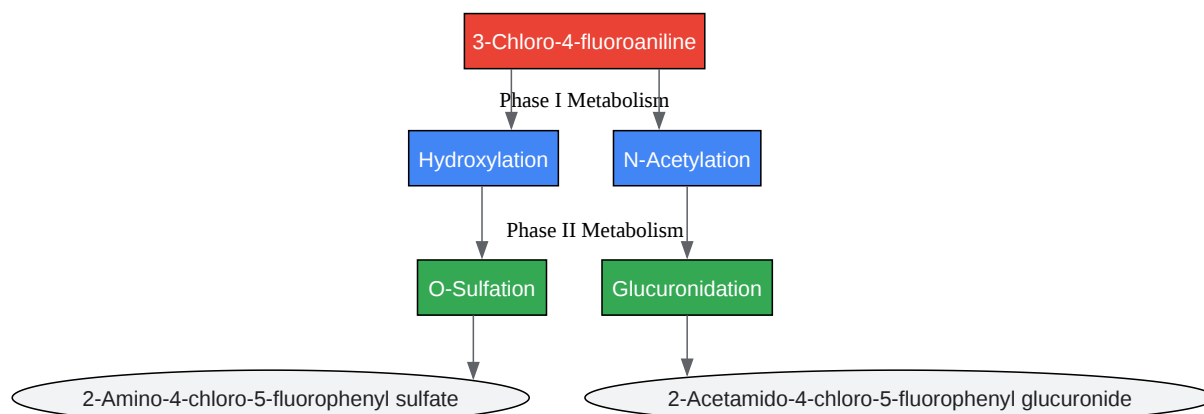 3-Chloro-4-fluoroaniline
Phase I Metabolism
Hydroxylation
N-Acetylation
Phase II Metabolism
O-Sulfation
Glucuronidation
2-Amino-4-chloro-5-fluorophenyl sulfate
2-Acetamido-4-chloro-5-fluorophenyl glucuronide